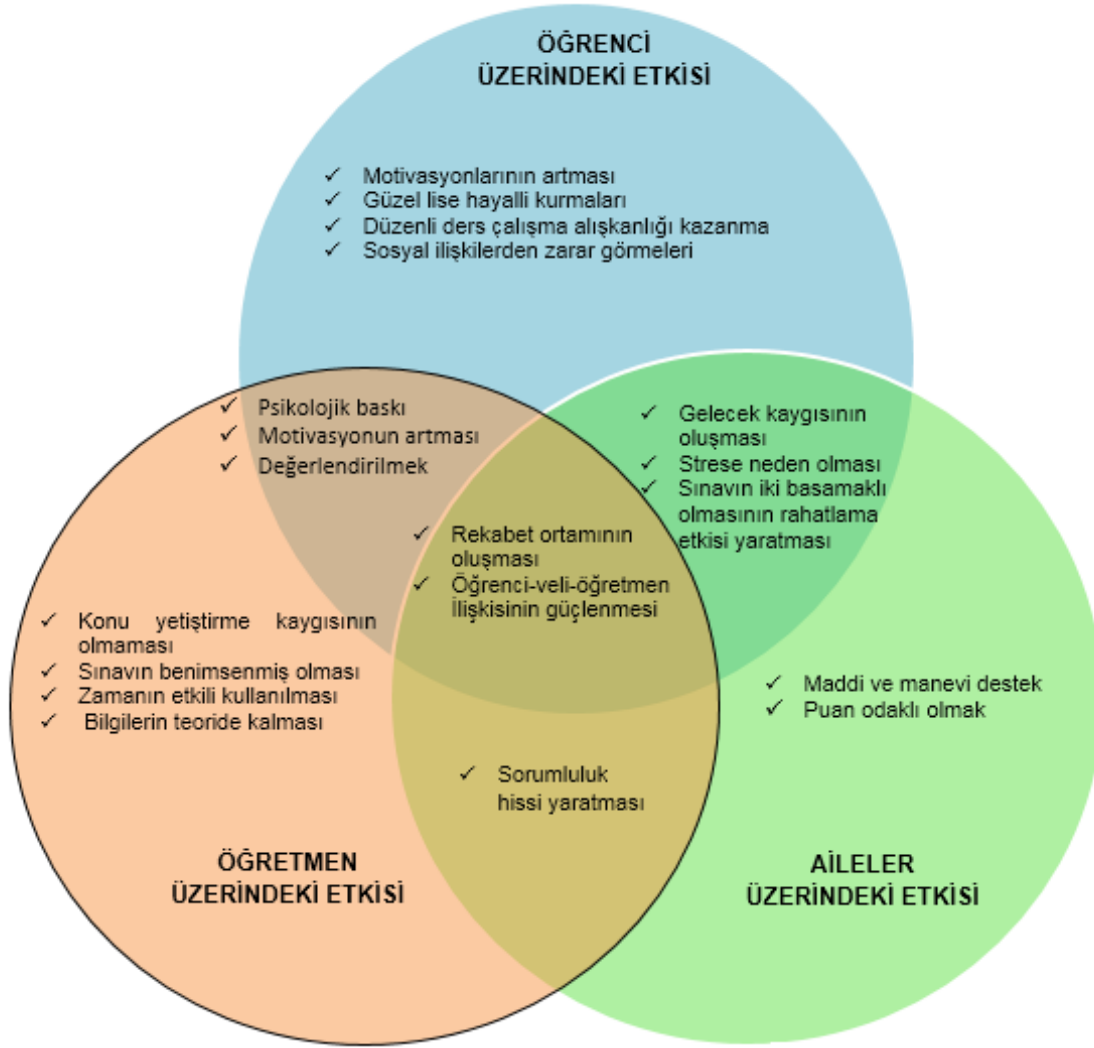 ÖĞRENCİ
ÜZERİNDEKİ ETKİSİ
✓ Motivasyonlarının artması
✓ Güzel lise hayalli kurmaları
✓ Düzenli ders çalışma alışkanlığı kazanma
✓ Sosyal ilişkilerden zarar görmeleri
✓ Psikolojik baskı
✓ Motivasyonun artması
✓ Değerlendirilmek
✓ Gelecek kaygısının
oluşması
✓ Strese neden olması
✓ Sınavın iki basamaklı
olmasının rahatlama
etkisi yaratması
✓ Rekabet ortamının
oluşması
✓ Öğrenci-veli-öğretmen
İlişkisinin güçlenmesi
✓ Konu yetiştirme kaygısının
olmaması
✓ Sınavın benimsenmiş olması
✓ Zamanın etkili kullanılması
✓ Bilgilerin teoride kalması
✓ Maddi ve manevi destek
✓ Puan odaklı olmak
✓ Sorumluluk
hissi yaratması
ÖĞRETMEN
ÜZERİNDEKİ ETKİSİ
AİLELER
ÜZERİNDEKİ ETKİSİ